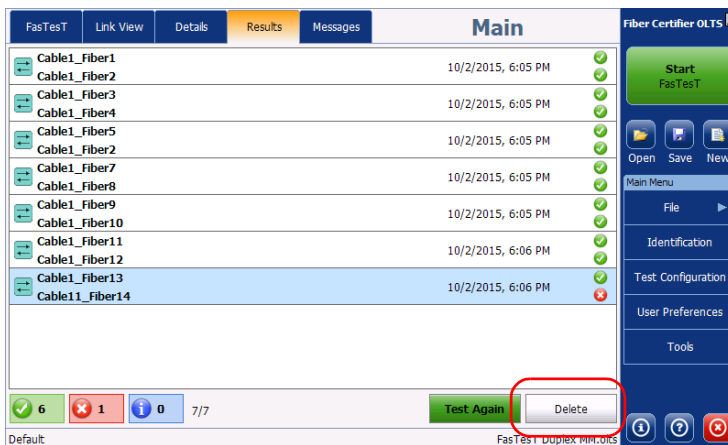 FasTesT Link View Details Results Messages Main Fiber Certifier OLTS
Cable1_Fiber1
Cable1_Fiber2
10/2/2015, 6:05 PM
Cable1_Fiber3
Cable1_Fiber4
10/2/2015, 6:05 PM
Cable1_Fiber5
Cable1_Fiber2
10/2/2015, 6:05 PM
Cable1_Fiber7
Cable1_Fiber8
10/2/2015, 6:05 PM
Cable1_Fiber9
Cable1_Fiber10
10/2/2015, 6:05 PM
Cable1_Fiber11
Cable1_Fiber12
10/2/2015, 6:06 PM
Cable1_Fiber13
Cable11_Fiber14
10/2/2015, 6:06 PM
6 1 0 7/7
Test Again Delete
Default FasTesT Duplex MM.olts
Start
FasTesT
Open Save New
Main Menu
File
Identification
Test Configuration
User Preferences
Tools